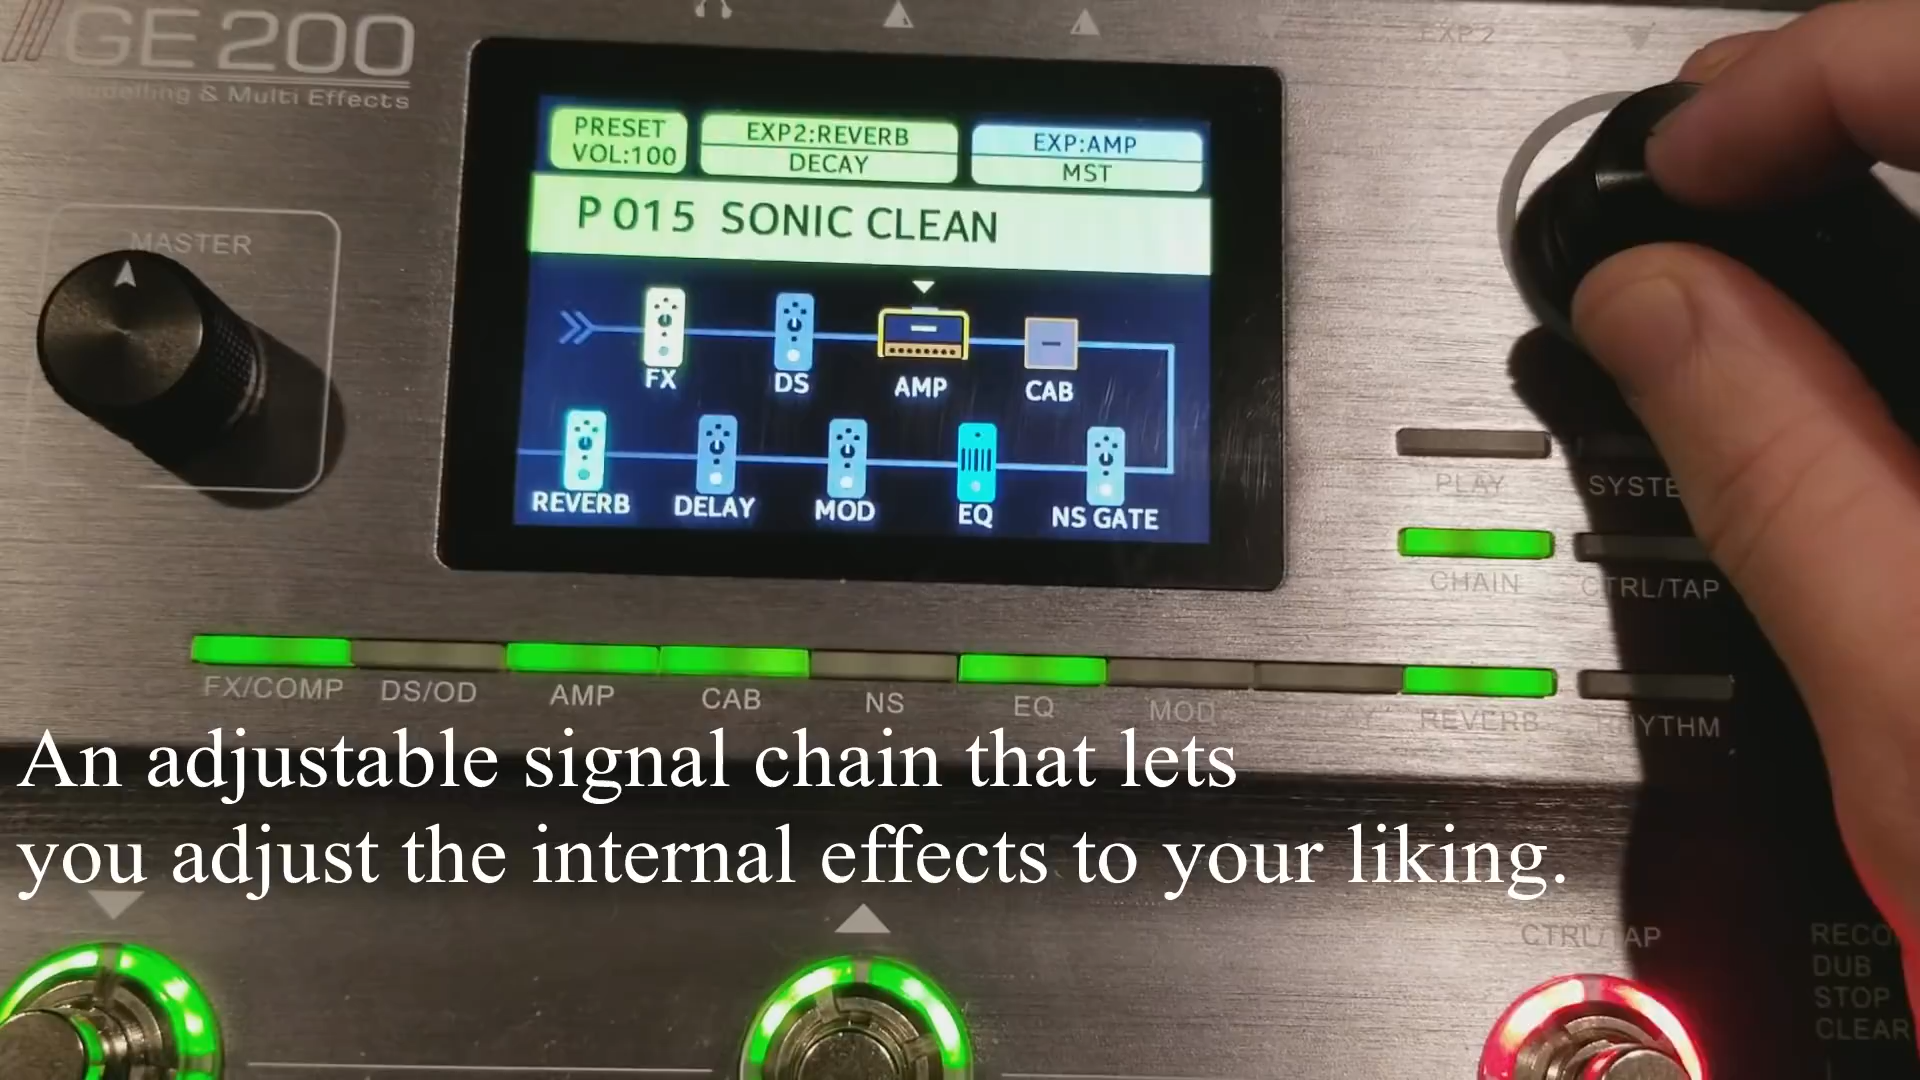 GE200
Modelling & Multi Effects
EXP 2
PRESET
VOL:100
EXP2:REVERB
DECAY
EXP:AMP
MST
P 015 SONIC CLEAN
MASTER
FX
DS
AMP
CAB
REVERB
DELAY
MOD
EQ
NS GATE
PLAY
CHAIN
CTRL/TAP
FX/COMP
DS/OD
AMP
CAB
NS
EQ
MOD
REVERB
An adjustable signal chain that lets
you adjust the internal effects to your liking.
CTRL/TAP
DUB
STOP
CLEAR